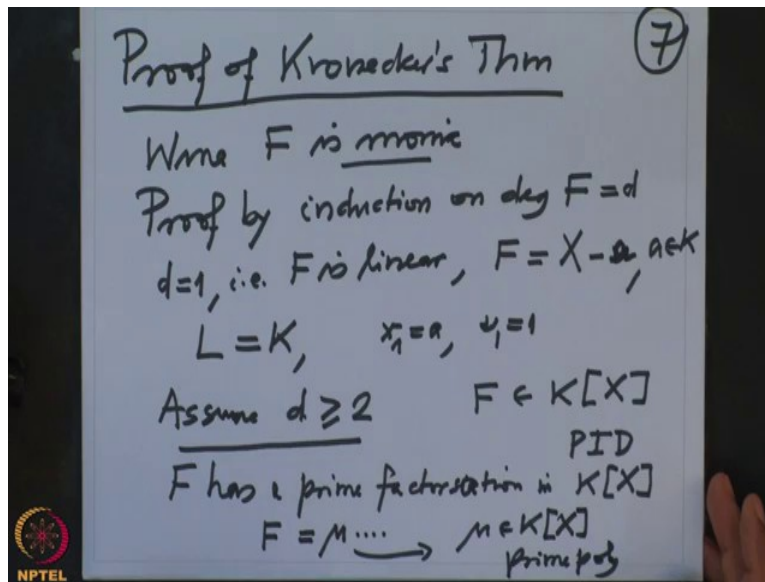 Proof of Kronecker's Thm
7
WMA F is monic
Proof by induction on deg F = d
d=1, i.e. F is linear, F = X - a, a∈K
L = K, x₁ = a, ν₁ = 1
Assume d ≥ 2 F ∈ K[X]
PID
F has a prime factorisation in K[X]
F = M .... → M ∈ K[X]
prime poly
NPTEL